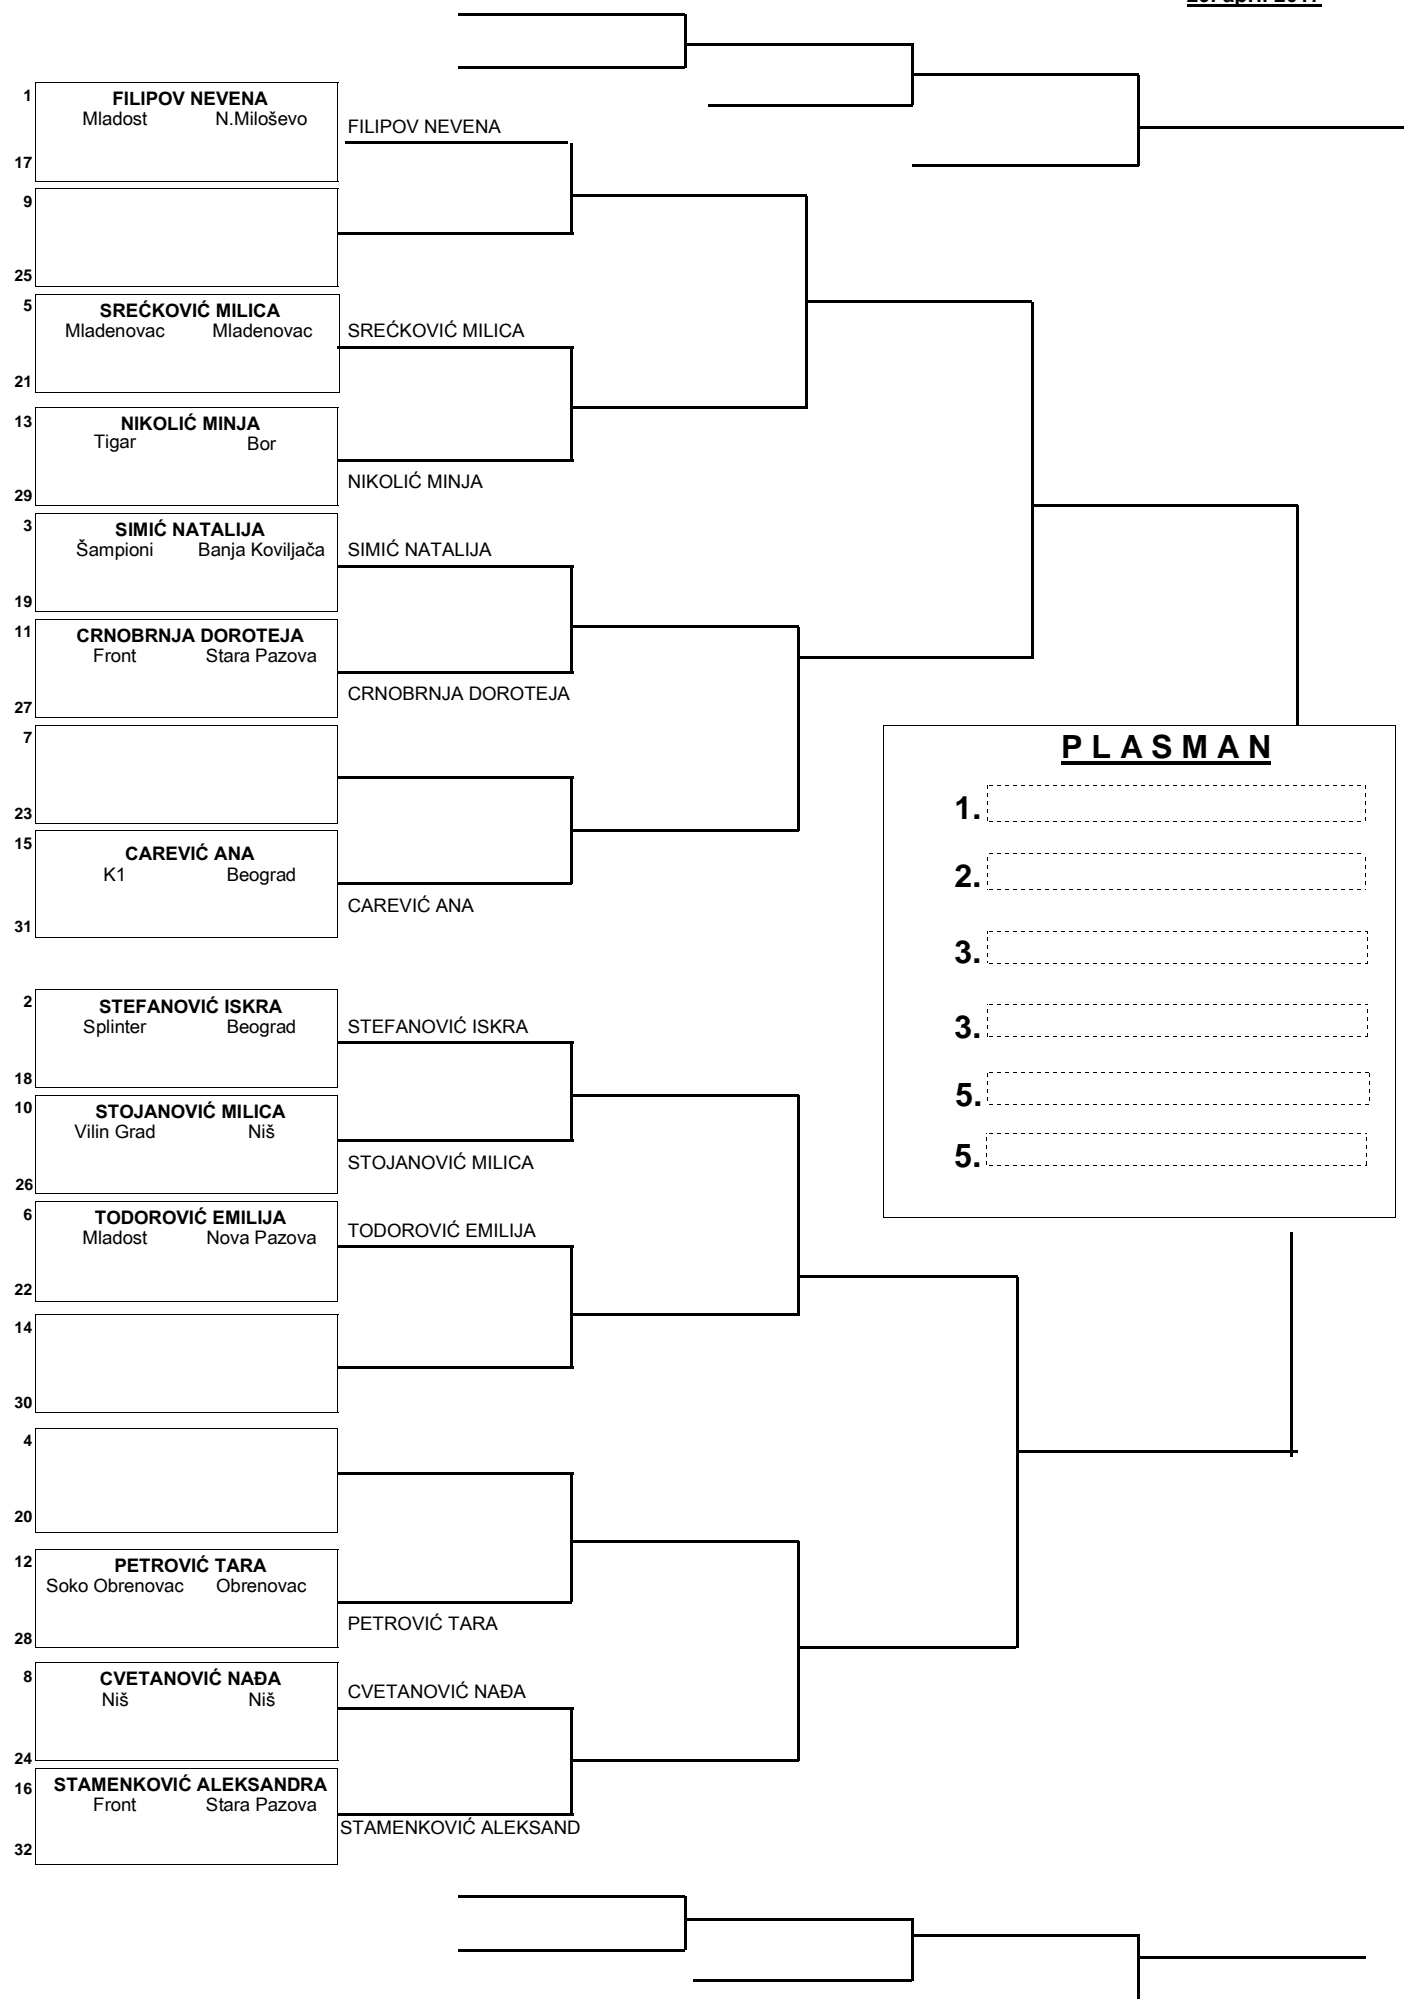 1
FILIPOV NEVENA
Mladost N.Miloševo
FILIPOV NEVENA
17
9
25
5
SREĆKOVIĆ MILICA
Mladenovac Mladenovac
SREĆKOVIĆ MILICA
21
13
NIKOLIĆ MINJA
Tigar Bor
NIKOLIĆ MINJA
29
3
SIMIĆ NATALIJA
Šampioni Banja Koviljača
SIMIĆ NATALIJA
19
11
CRNOBRNJA DOROTEJA
Front Stara Pazova
CRNOBRNJA DOROTEJA
27
7
23
15
CAREVIĆ ANA
K1 Beograd
CAREVIĆ ANA
31
PLASMAN
1.
2.
3.
3.
5.
5.
2
STEFANOVIĆ ISKRA
Splinter Beograd
STEFANOVIĆ ISKRA
18
10
STOJANOVIĆ MILICA
Vilin Grad Niš
STOJANOVIĆ MILICA
26
6
TODOROVIĆ EMILIJA
Mladost Nova Pazova
TODOROVIĆ EMILIJA
22
14
30
4
20
12
PETROVIĆ TARA
Soko Obrenovac Obrenovac
PETROVIĆ TARA
28
8
CVETANOVIĆ NAĐA
Niš Niš
CVETANOVIĆ NAĐA
24
16
STAMENKOVIĆ ALEKSANDRA
Front Stara Pazova
STAMENKOVIĆ ALEKSAND
32